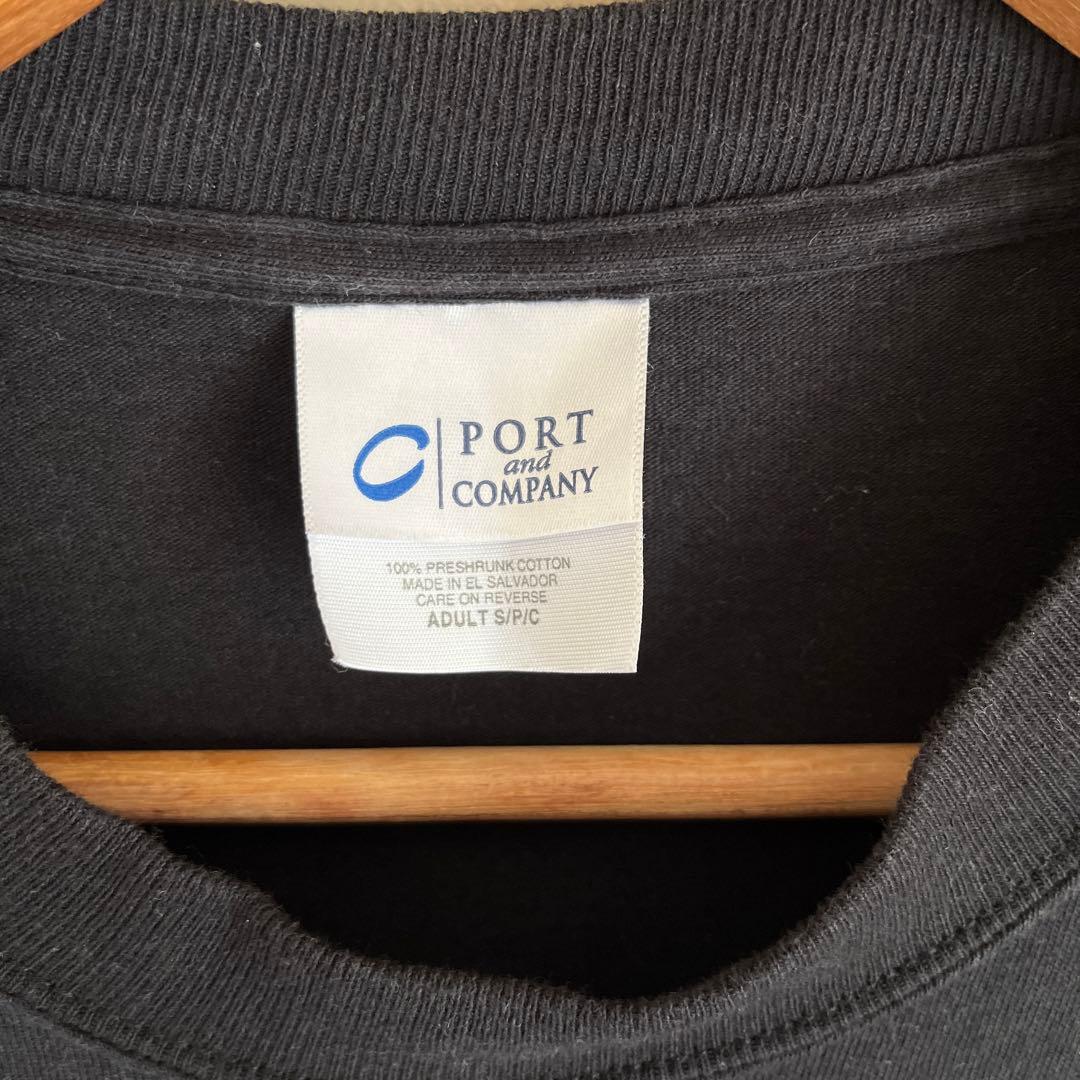 PORT
and
COMPANY
100% PRESHRUNK COTTON
MADE IN EL SALVADOR
CARE ON REVERSE
ADULT S/P/C